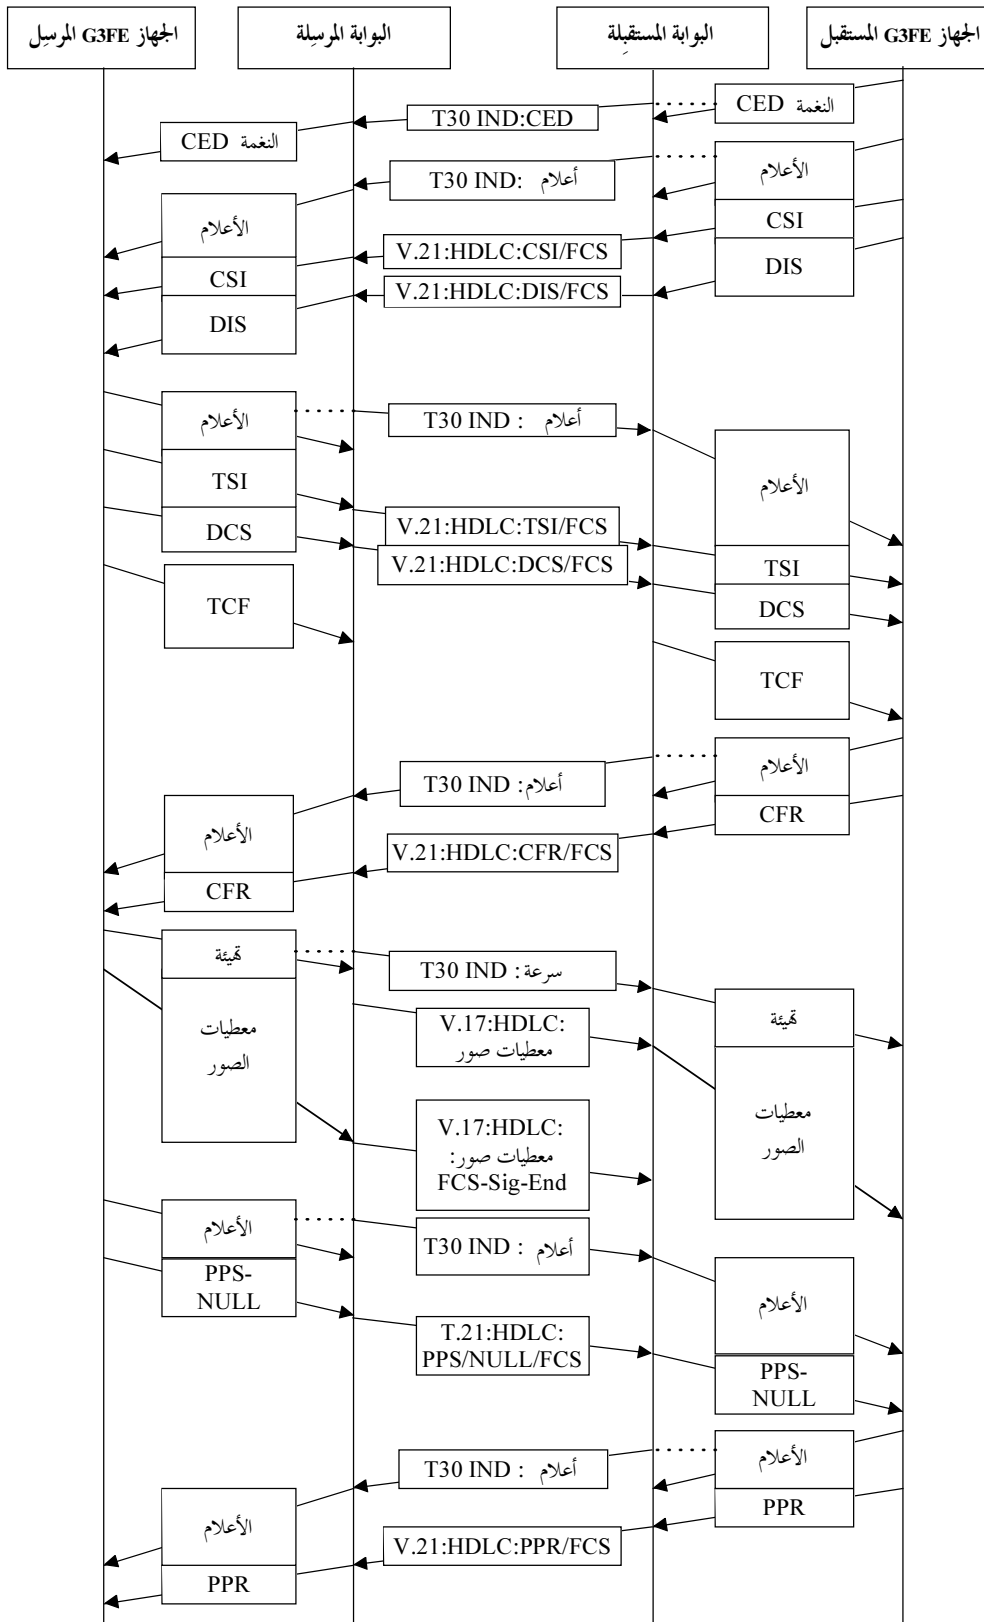 الجهاز G3FE المرسِل
البوابة المرسِلة
البوابة المستقبِلة
الجهاز G3FE المستقبل
النغمة CED
T30 IND:CED
النغمة CED
الأعلام
T30 IND: أعلام
الأعلام
CSI
V.21:HDLC:CSI/FCS
CSI
DIS
V.21:HDLC:DIS/FCS
DIS
الأعلام
T30 IND : أعلام
الأعلام
TSI
V.21:HDLC:TSI/FCS
TSI
DCS
V.21:HDLC:DCS/FCS
DCS
TCF
TCF
الأعلام
T30 IND : أعلام
الأعلام
CFR
V.21:HDLC:CFR/FCS
CFR
تهيئة
T30 IND : سرعة
تهيئة
معطيات
الصور
V.17:HDLC:
معطيات صور
معطيات
الصور
V.17:HDLC:
معطيات صور:
FCS-Sig-End
الأعلام
T30 IND : أعلام
الأعلام
PPS-
NULL
T.21:HDLC:
PPS/NULL/FCS
PPS-
NULL
الأعلام
T30 IND : أعلام
الأعلام
PPR
V.21:HDLC:PPR/FCS
PPR